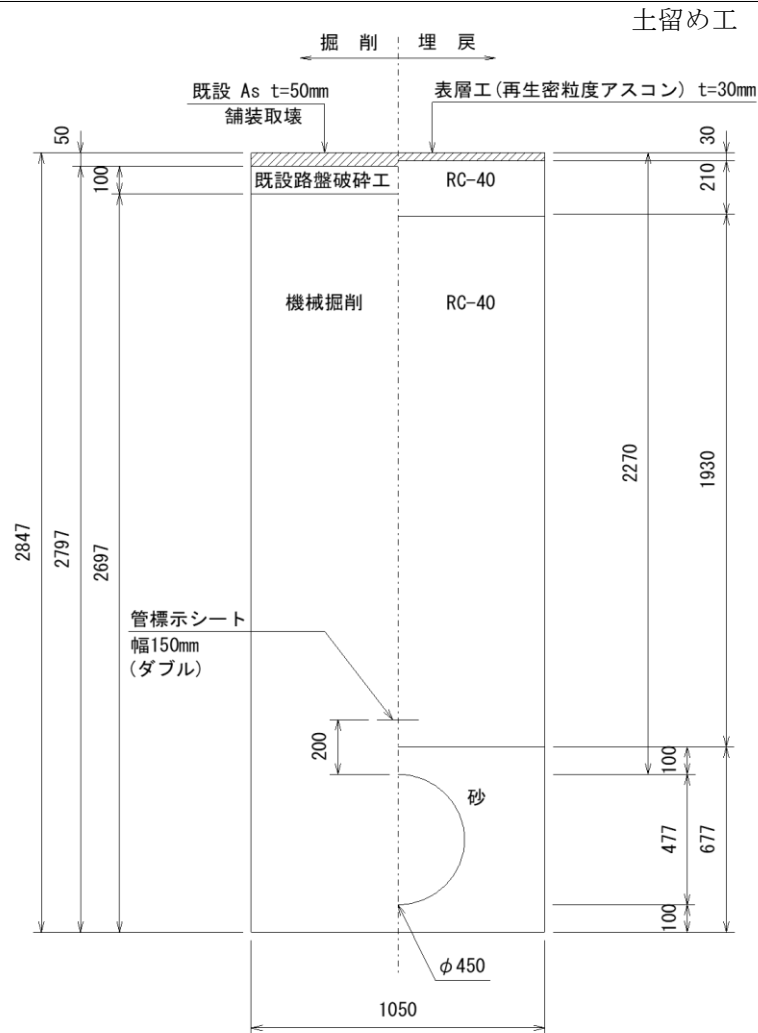 土留め工
掘 削
埋 戻
既設 As t=50mm
舗装取壊
表層工(再生密粒度アスコン) t=30mm
50
30
100
既設路盤破砕工
RC-40
210
機械掘削
RC-40
2847
2797
2697
2270
1930
管標示シート
幅150mm
(ダブル)
200
100
砂
477
677
100
φ450
1050